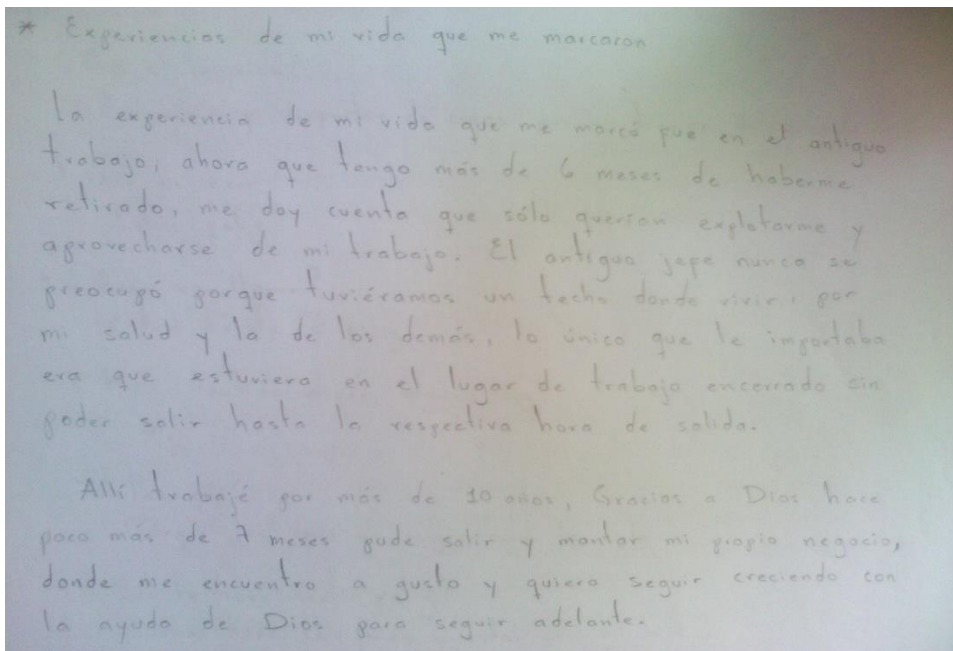 * Experiencias de mi vida que me marcaron
La experiencia de mi vida que me marcó fue en el antiguo
trabajo, ahora que tengo más de 6 meses de haberme
retirado, me doy cuenta que sólo querían explotarme y
aprovecharse de mi trabajo. El antiguo jefe nunca se
preocupó porque tuviéramos un techo donde vivir, por
mi salud y la de los demás, lo único que le importaba
era que estuviera en el lugar de trabajo encerrado sin
poder salir hasta la respectiva hora de salida.
Allí trabajé por más de 10 años, Gracias a Dios hace
poco más de 7 meses pude salir y montar mi propio negocio,
donde me encuentro a gusto y quiero seguir creciendo con
la ayuda de Dios para seguir adelante.